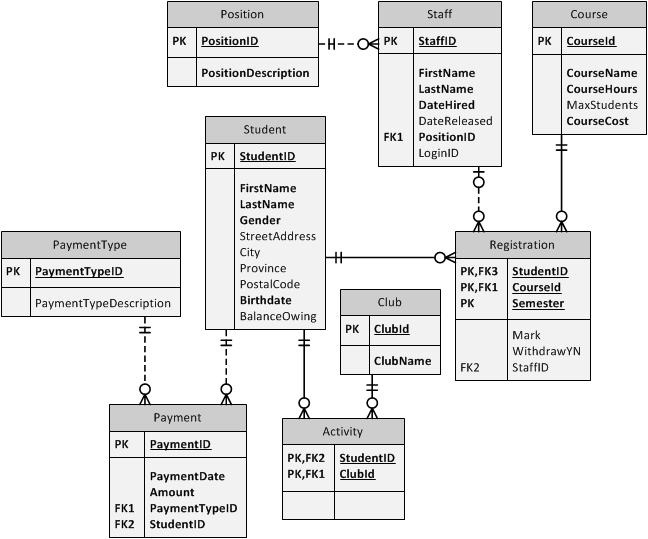 Position
PK PositionID
PositionDescription
Staff
PK StaffID
FirstName
LastName
DateHired
DateReleased
FK1 PositionID
LoginID
Course
PK CourseId
CourseName
CourseHours
MaxStudents
CourseCost
Student
PK StudentID
FirstName
LastName
Gender
StreetAddress
City
Province
PostalCode
Birthdate
BalanceOwing
PaymentType
PK PaymentTypeID
PaymentTypeDescription
Club
PK ClubId
ClubName
Registration
PK,FK3 StudentID
PK,FK1 CourseId
PK Semester
Mark
WithdrawYN
FK2 StaffID
Payment
PK PaymentID
PaymentDate
Amount
FK1 PaymentTypeID
FK2 StudentID
Activity
PK,FK2 StudentID
PK,FK1 ClubId